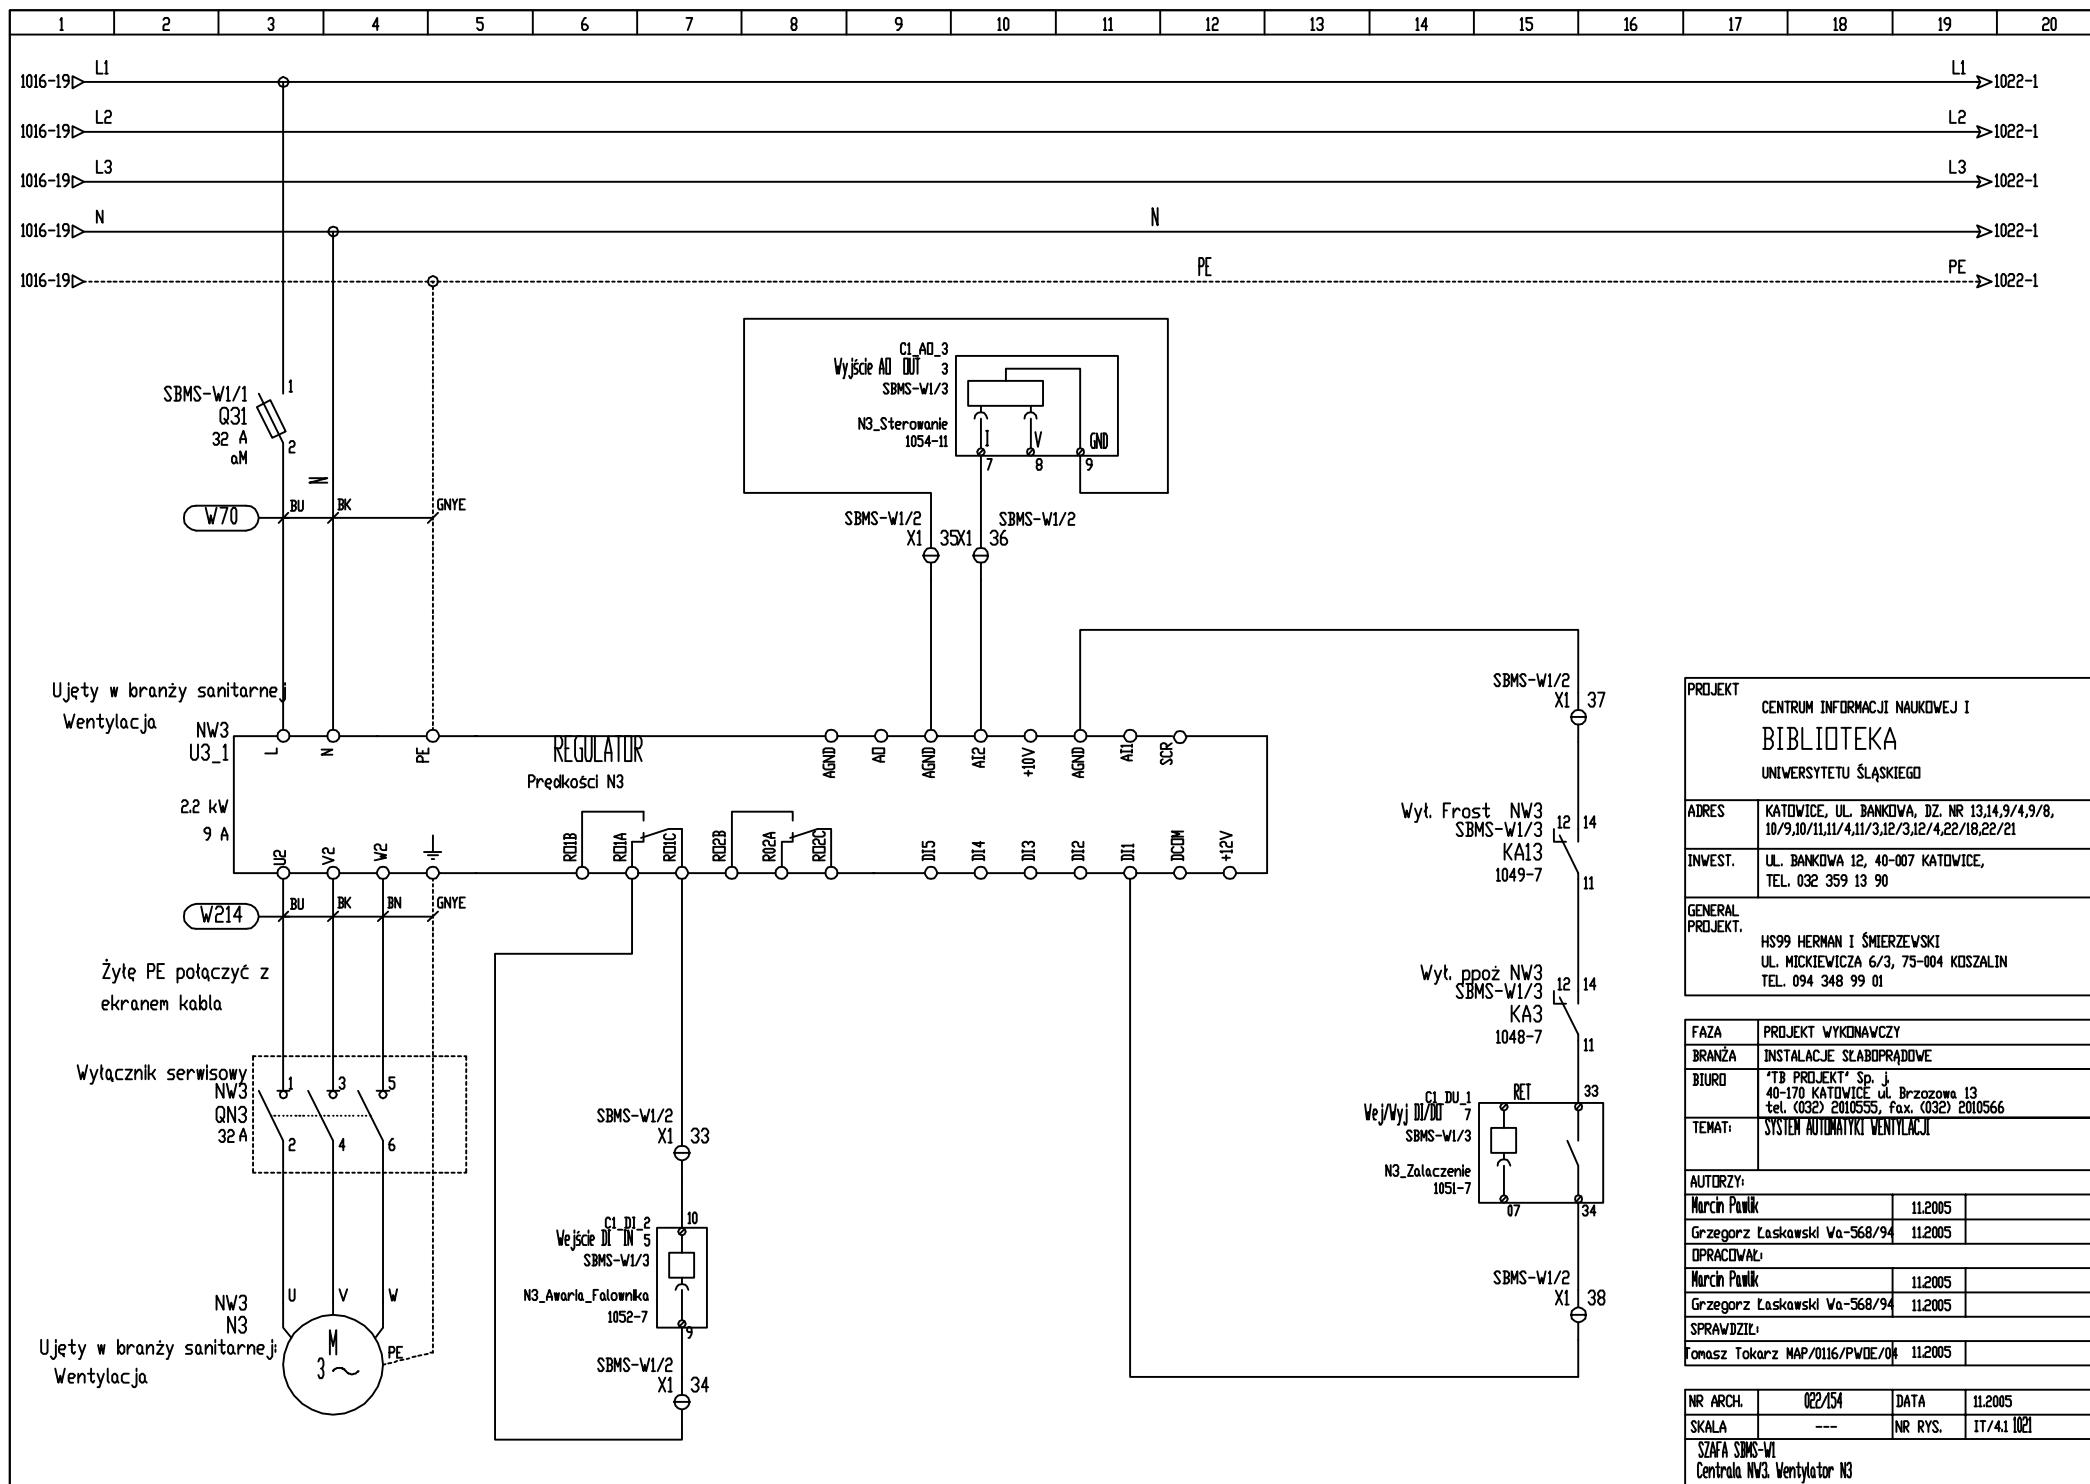 1 2 3 4 5 6 7 8 9 10 11 12 13 14 15 16 17 18 19 20
1016-19 L1 L1 1022-1
1016-19 L2 L2 1022-1
1016-19 L3 L3 1022-1
1016-19 N N 1022-1
1016-19 PE PE 1022-1
SBMS-W1/1 1
Q31
32 A
aM 2
N
W70 BU BK GNYE
C1_AO_3
Wyjście AO OUT 3
SBMS-W1/3
N3_Sterowanie
1054-11
I V GND
7 8 9
SBMS-W1/2 SBMS-W1/2
X1 35 X1 36
Ujęty w branży sanitarnej
Wentylacja
NW3
U3_1
2.2 kW
9 A
L N PE
REGULATOR
Prędkości N3
AGND AO AGND AI2 +10V AGND AI1 SCR
U2 V2 W2
RO1B RO1A RO1C RO2B RO2A RO2C
DI5 DI4 DI3 DI2 DI1 DCOM +12V
W214 BU BK BN GNYE
Żyłę PE połączyć z
ekranem kabla
Wyłącznik serwisowy
NW3
QN3
32 A
1 3 5
2 4 6
U V W
NW3
N3
Ujęty w branży sanitarnej:
Wentylacja
M
3
PE
SBMS-W1/2
X1 33
C1_DI_2 10
Wejście DI IN 5
SBMS-W1/3
N3_Awaria_Falownika
1052-7
9
SBMS-W1/2
X1 34
SBMS-W1/2
X1 37
Wył. Frost NW3
SBMS-W1/3 12 14
KA13
1049-7 11
Wył. ppoż NW3
SBMS-W1/3 12 14
KA3
1048-7 11
C1_DU_1 RET 33
Wej/Wyj DI/DO 7
SBMS-W1/3
N3_Zalaczenie
1051-7
07 34
SBMS-W1/2
X1 38
PROJEKT
CENTRUM INFORMACJI NAUKOWEJ I
BIBLIOTEKA
UNIWERSYTETU ŚLĄSKIEGO
ADRES KATOWICE, UL. BANKOWA, DZ. NR 13,14,9/4,9/8,
10/9,10/11,11/4,11/3,12/3,12/4,22/18,22/21
INWEST. UL. BANKOWA 12, 40-007 KATOWICE,
TEL. 032 359 13 90
GENERAL
PROJEKT.
HS99 HERMAN I ŚMIERZEWSKI
UL. MICKIEWICZA 6/3, 75-004 KOSZALIN
TEL. 094 348 99 01
FAZA PROJEKT WYKONAWCZY
BRANŻA INSTALACJE SŁABOPRĄDOWE
BIURO "TB PROJEKT" Sp. j.
40-170 KATOWICE ul. Brzozowa 13
tel. (032) 2010555, fax. (032) 2010566
TEMAT: SYSTEM AUTOMATYKI WENTYLACJI
AUTORZY:
Marcin Pawlik 11.2005
Grzegorz Łaskawski Wa-568/94 11.2005
OPRACOWAŁ:
Marcin Pawlik 11.2005
Grzegorz Łaskawski Wa-568/94 11.2005
SPRAWDZIŁ:
Tomasz Tokarz MAP/0116/PWOE/04 11.2005
NR ARCH. 022/154 DATA 11.2005
SKALA --- NR RYS. IT/4.1 1021
SZAFA SBMS-W1
Centrala NW3. Wentylator N3